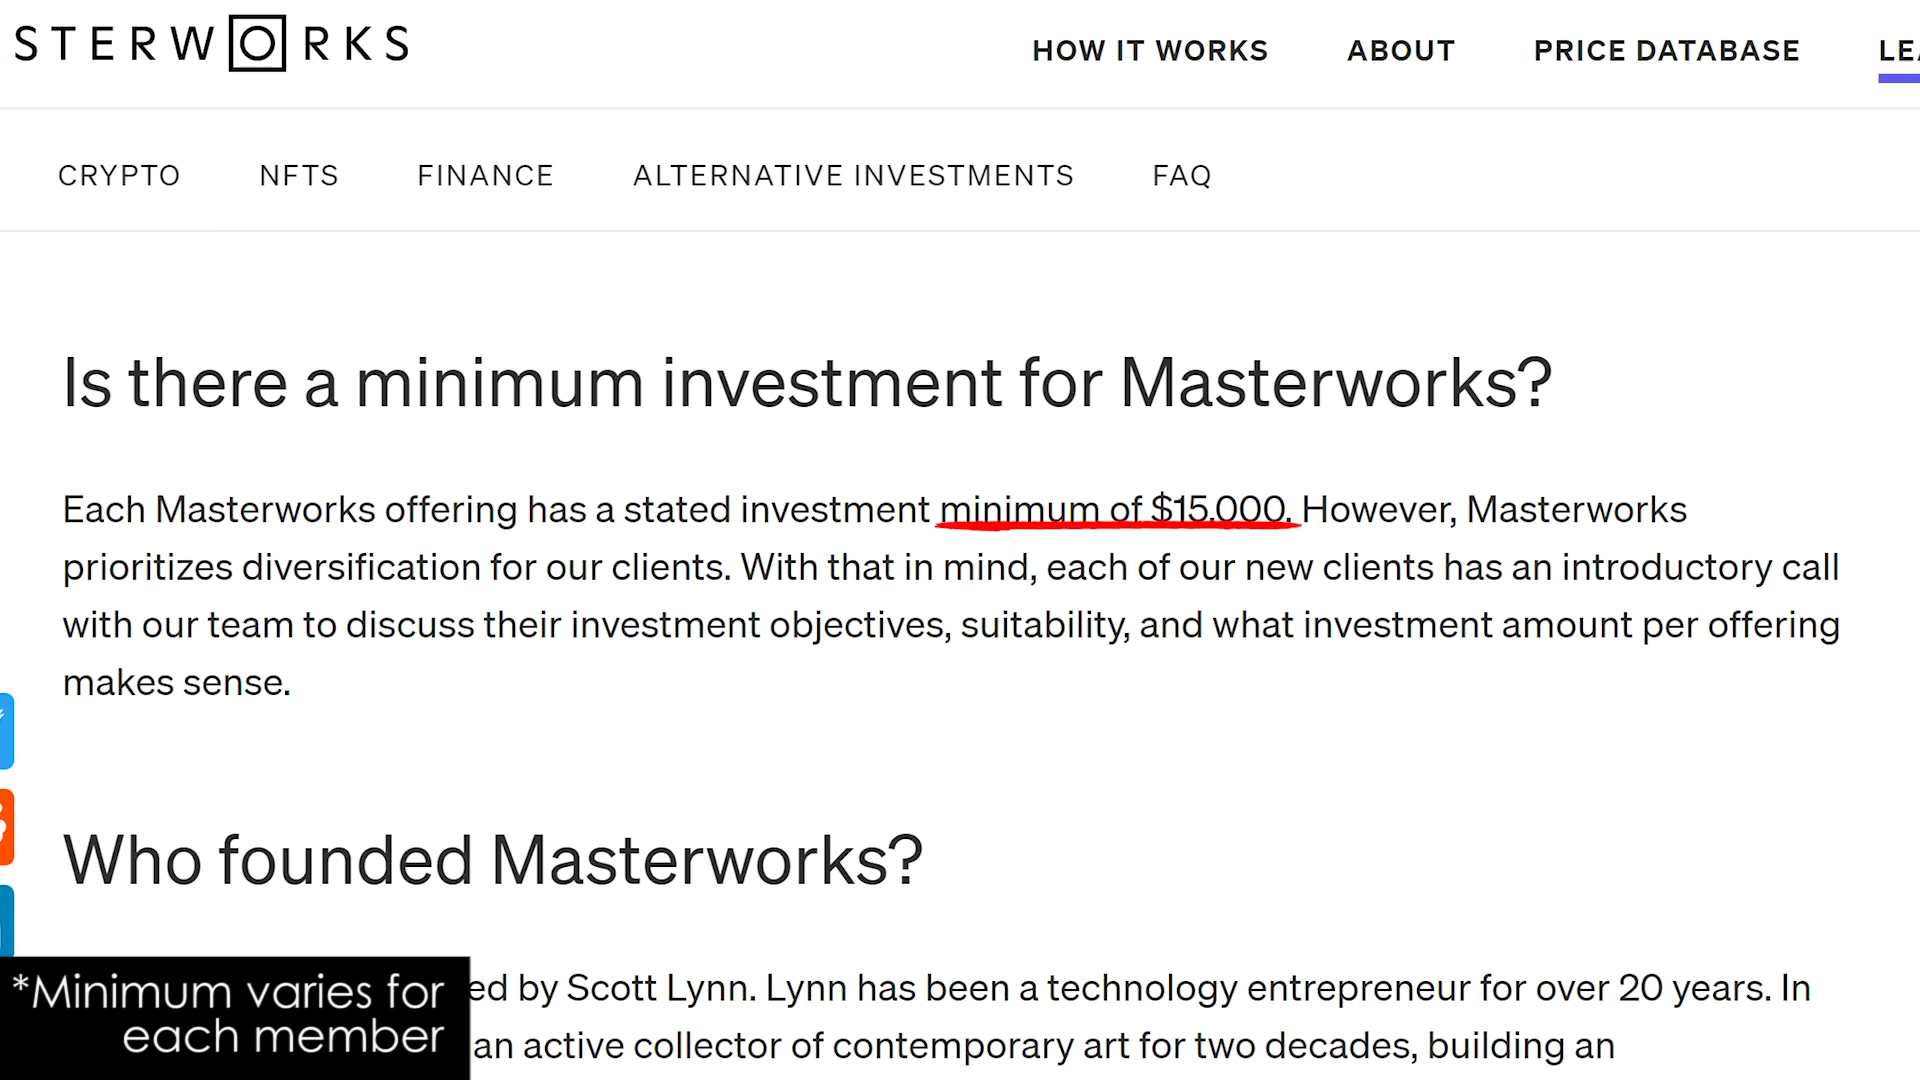 STERWORKS
HOW IT WORKS ABOUT PRICE DATABASE LEA
CRYPTO NFTS FINANCE ALTERNATIVE INVESTMENTS FAQ
Is there a minimum investment for Masterworks?
Each Masterworks offering has a stated investment minimum of $15,000. However, Masterworks
prioritizes diversification for our clients. With that in mind, each of our new clients has an introductory call
with our team to discuss their investment objectives, suitability, and what investment amount per offering
makes sense.
Who founded Masterworks?
ed by Scott Lynn. Lynn has been a technology entrepreneur for over 20 years. In
an active collector of contemporary art for two decades, building an
*Minimum varies for
each member